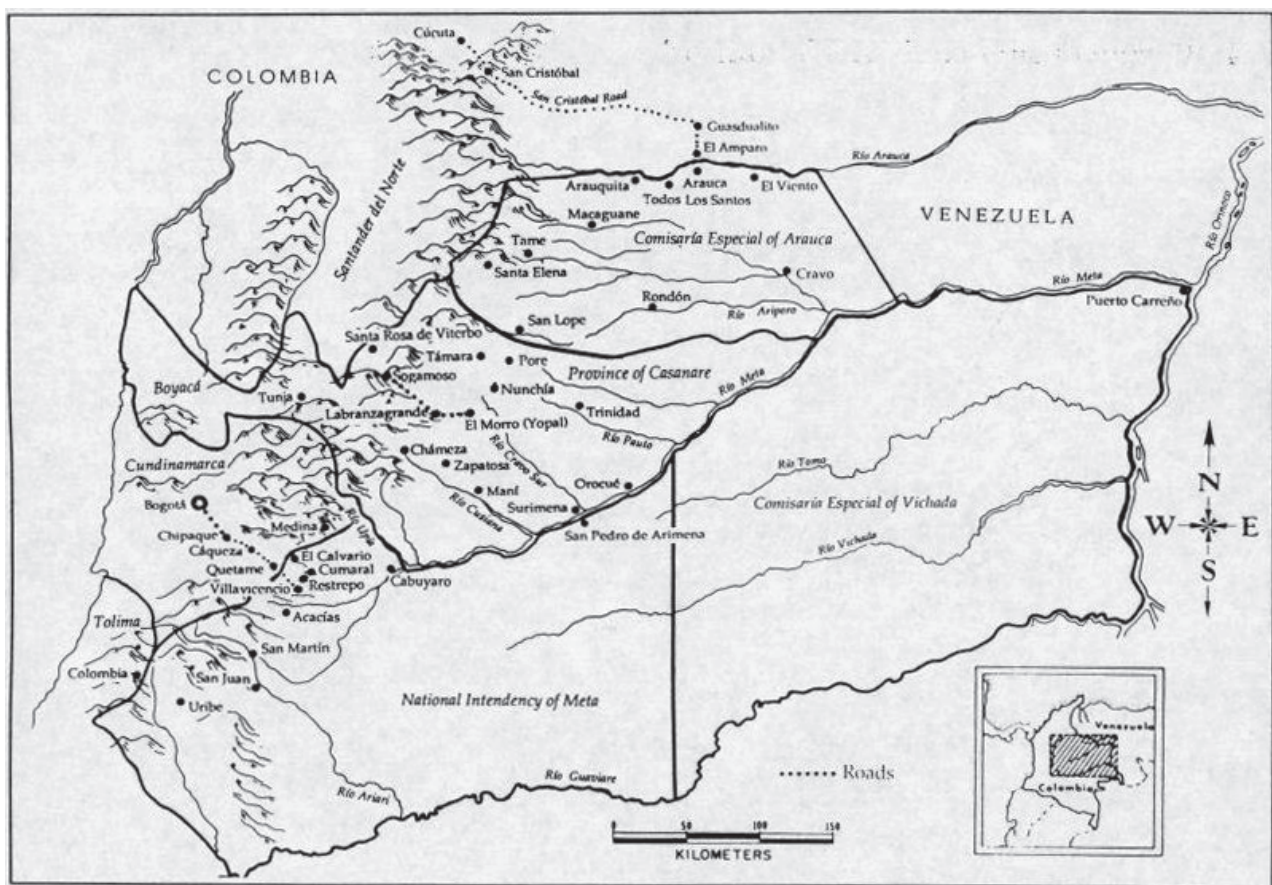 Cúcuta
COLOMBIA
San Cristóbal
San Cristóbal Road
Guasdualito
El Amparo
Río Arauca
Santander del Norte
Arauquita
Arauca
El Viento
Todos Los Santos
VENEZUELA
Río Orinoco
Macaguane
Comisaría Especial of Arauca
Tame
Santa Elena
Cravo
Río Meta
Puerto Carreño
Rondón
Río Aripero
San Lope
Santa Rosa de Viterbo
Támara
Pore
Province of Casanare
Río Meta
Boyacá
Sogamoso
Tunja
Nunchía
Labranzagrande
El Morro (Yopal)
Trinidad
Río Pauto
Chámeza
Río Cravo Sur
Cundinamarca
Zapatosa
Río Tomo
N
Bogotá
Maní
Orocué
Comisaría Especial of Vichada
Río Cusiana
Surimena
Medina
Río Upía
San Pedro de Arimena
W E
Chipaque
Cáqueza
El Calvario
Río Vichada
Quetame
Cumaral
Cabuyaro
S
Villavicencio
Restrepo
Acacías
Tolima
San Martín
Colombia
San Juan
Uribe
National Intendency of Meta
Venezuela
Río Guaviare
Roads
Colombia
Río Ariari
0 50 100 150
KILOMETERS